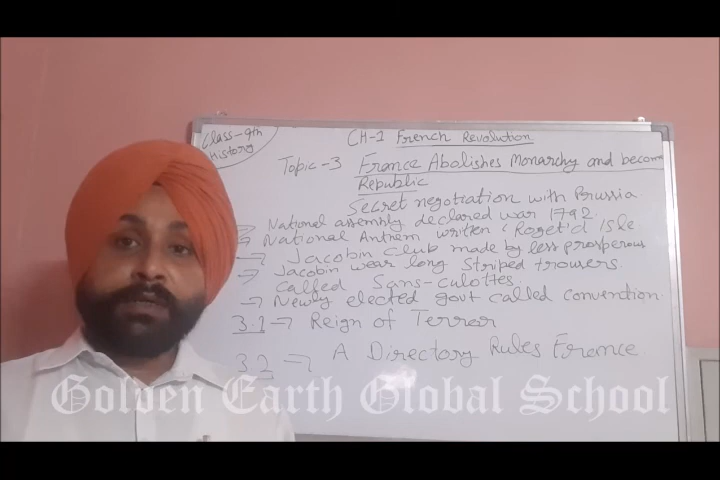 Class-9th
History
CH-1 French Revolution
Topic-3 France Abolishes Monarchy and become
Republic
Secret negotiation with Prussia
→ National assembly declared war 1792.
→ National Anthem written 'Roget'd Isle
→ Jacobin Club made by less prosperous
→ Jacobin wear long Striped trousers.
called Sans-culottes
→ Newly elected govt called convention.
3.1 → Reign of Terror
3.2 → A Directory Rules France.
Golden Earth Global School